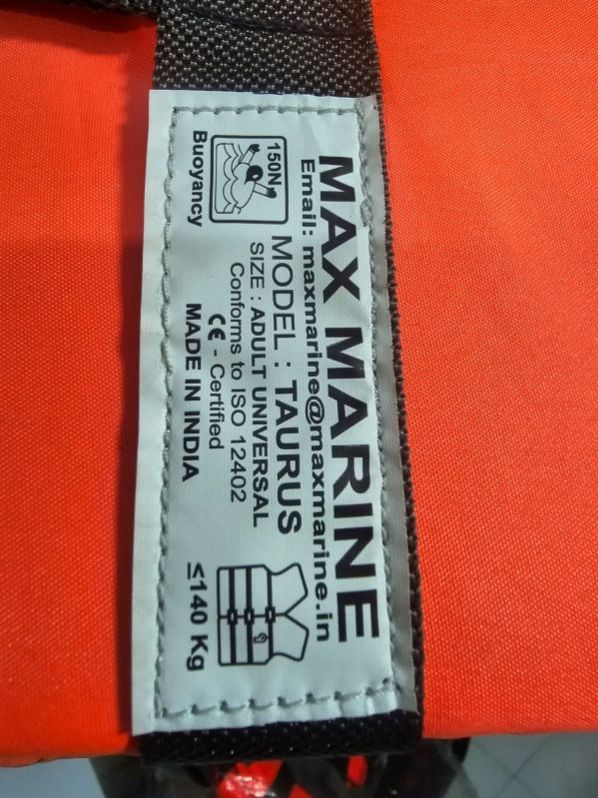 MAX MARINE
Email: maxmarine@maxmarine.in
150N
Buoyancy
MODEL : TAURUS
SIZE : ADULT UNIVERSAL
Conforms to ISO 12402
CE - Certified
MADE IN INDIA
≤140 Kg